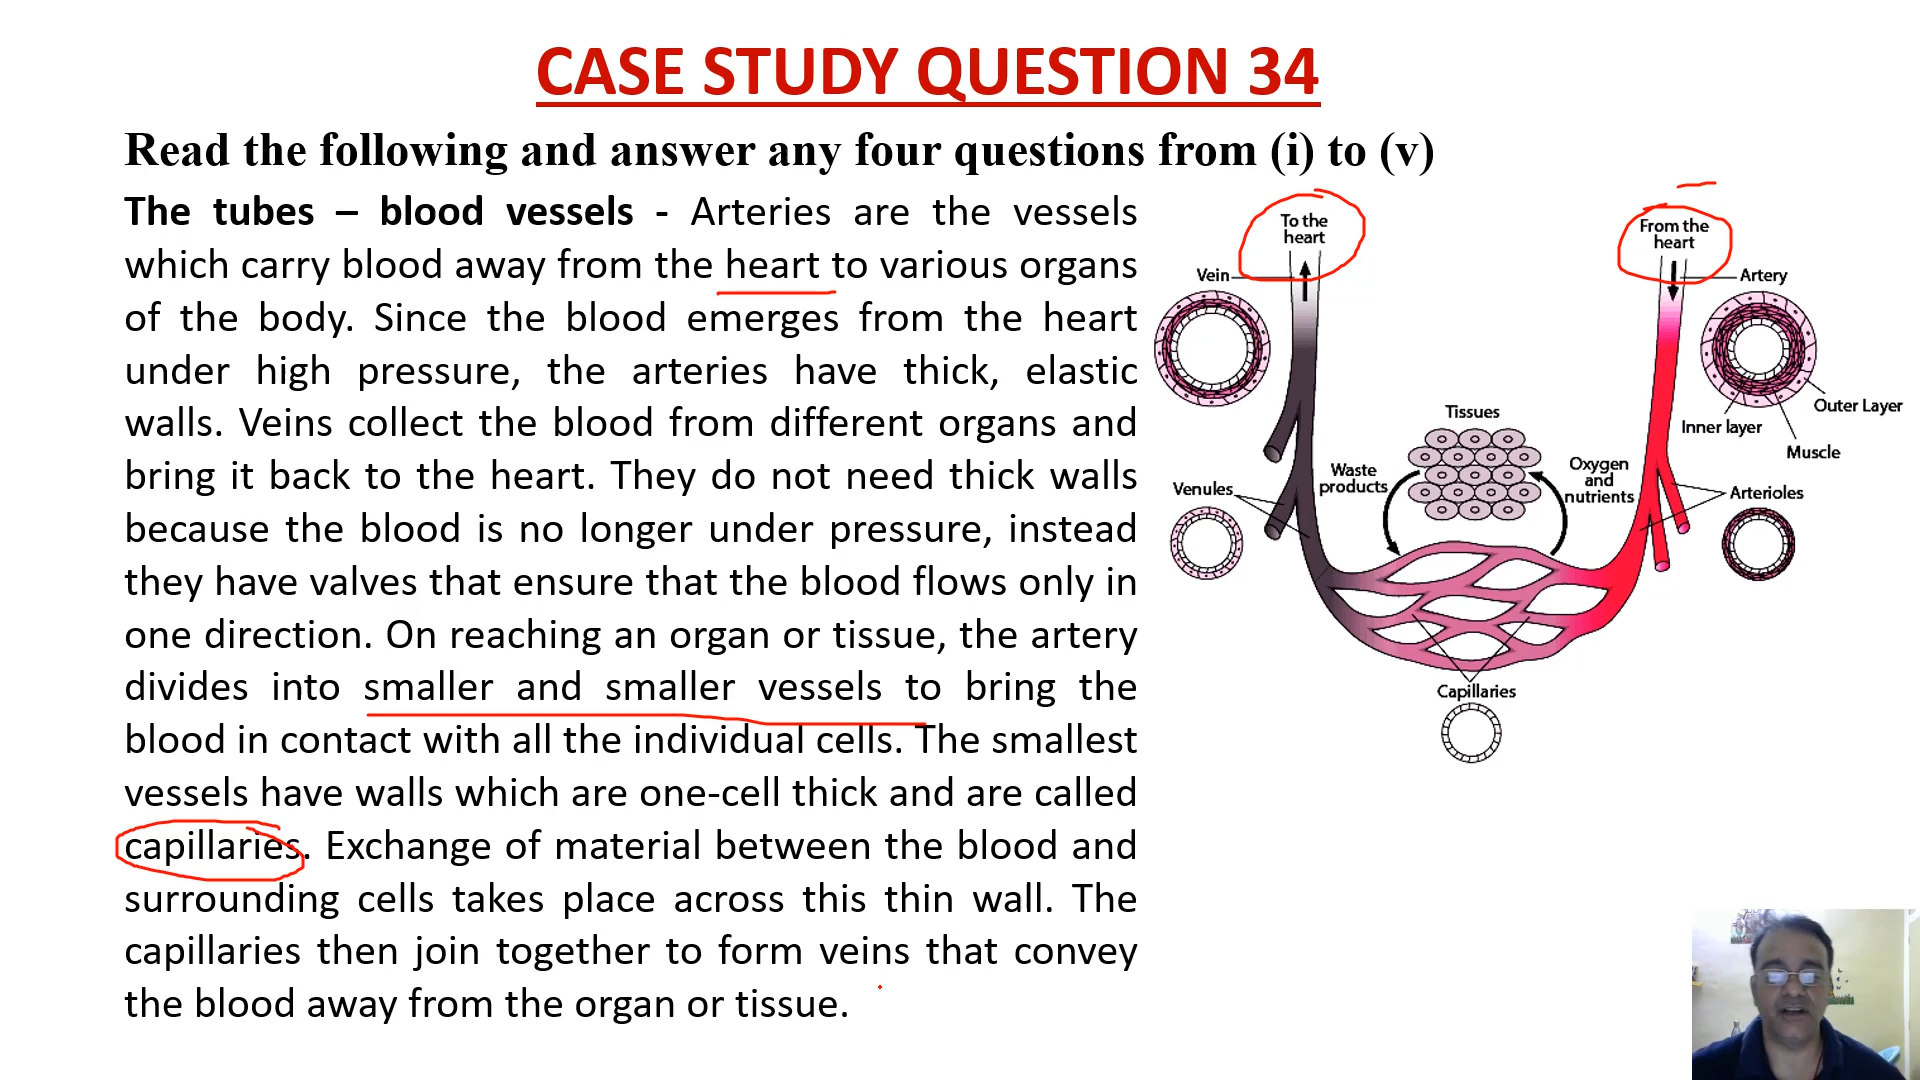 CASE STUDY QUESTION 34
Read the following and answer any four questions from (i) to (v)
The tubes – blood vessels - Arteries are the vessels
which carry blood away from the heart to various organs
of the body. Since the blood emerges from the heart
under high pressure, the arteries have thick, elastic
walls. Veins collect the blood from different organs and
bring it back to the heart. They do not need thick walls
because the blood is no longer under pressure, instead
they have valves that ensure that the blood flows only in
one direction. On reaching an organ or tissue, the artery
divides into smaller and smaller vessels to bring the
blood in contact with all the individual cells. The smallest
vessels have walls which are one-cell thick and are called
capillaries. Exchange of material between the blood and
surrounding cells takes place across this thin wall. The
capillaries then join together to form veins that convey
the blood away from the organ or tissue.
To the
heart
From the
heart
Vein
Artery
Outer Layer
Inner layer
Muscle
Tissues
Waste
products
Oxygen
and
nutrients
Venules
Arterioles
Capillaries